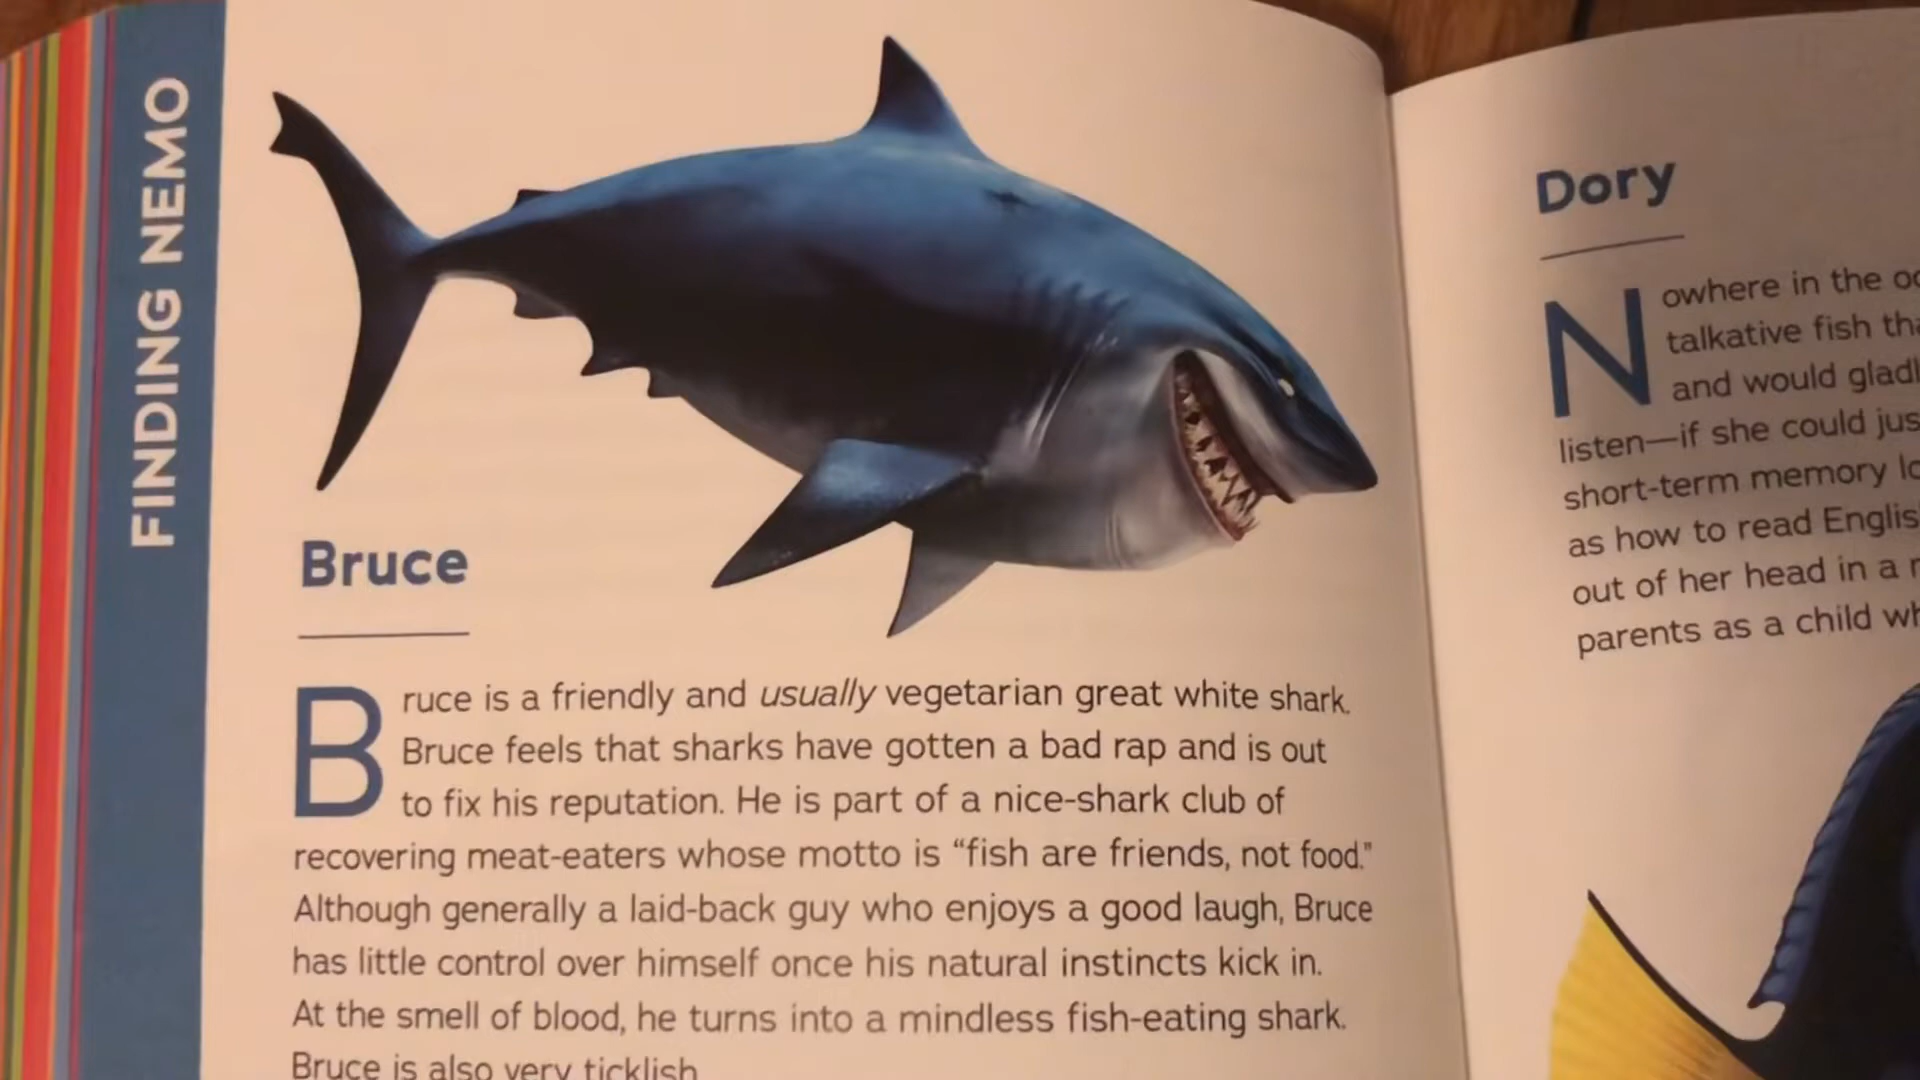 FINDING NEMO
Bruce
Bruce is a friendly and usually vegetarian great white shark.
Bruce feels that sharks have gotten a bad rap and is out
to fix his reputation. He is part of a nice-shark club of
recovering meat-eaters whose motto is “fish are friends, not food.”
Although generally a laid-back guy who enjoys a good laugh, Bruce
has little control over himself once his natural instincts kick in.
At the smell of blood, he turns into a mindless fish-eating shark.
Bruce is also very ticklish
Dory
Nowhere in the
talkative fish
and would
listen—if she could
short-term memory
as how to read
out of her head in a
parents as a child